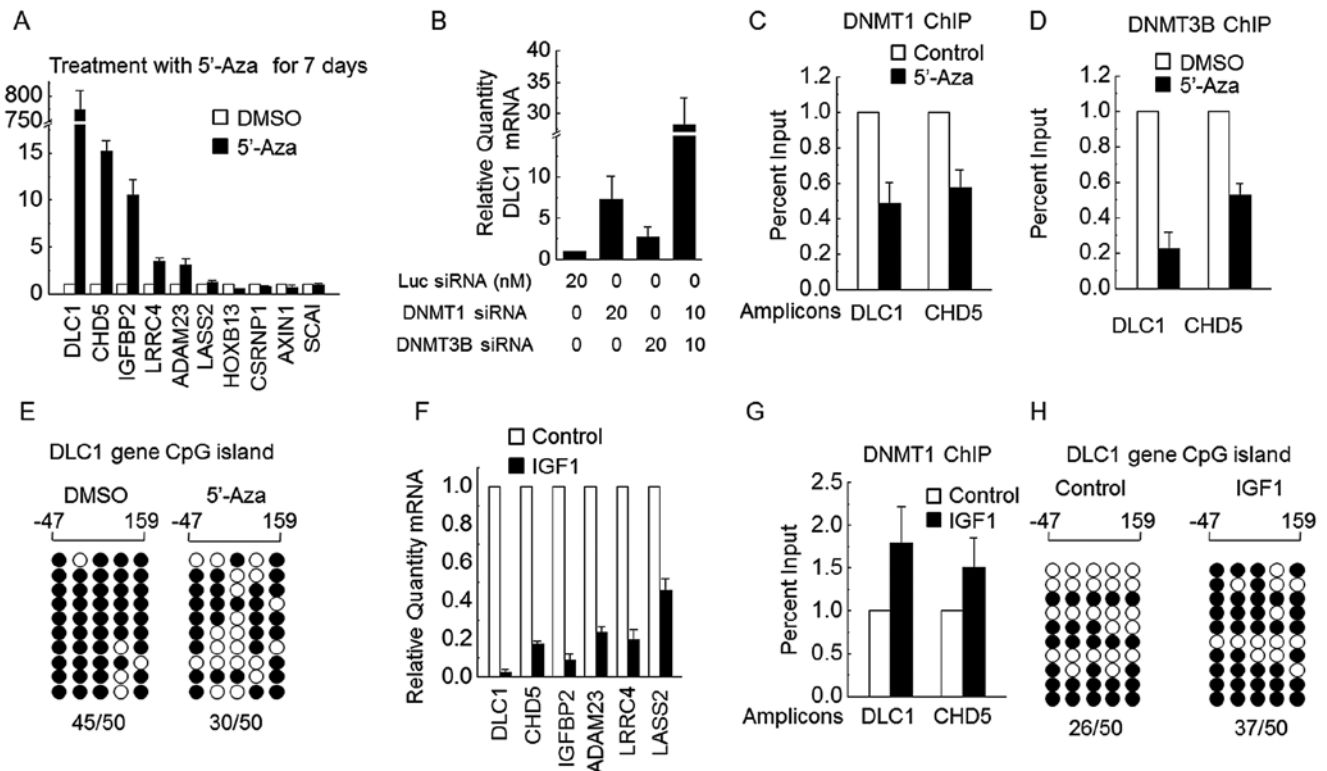 A
Treatment with 5'-Aza for 7 days
800
750
15
10
5
0
DMSO
5'-Aza
DLC1
CHD5
IGFBP2
LRRC4
ADAM23
LASS2
HOXB13
CSRNP1
AXIN1
SCAI
B
Relative Quantity
DLC1 mRNA
40
35
30
10
5
0
Luc siRNA (nM) 20 0 0 0
DNMT1 siRNA 0 20 0 10
DNMT3B siRNA 0 0 20 10
C
DNMT1 ChIP
Control
5'-Aza
Percent Input
1.0
0.8
0.6
0.4
0.2
0.0
Amplicons DLC1 CHD5
D
DNMT3B ChIP
DMSO
5'-Aza
Percent Input
1.0
0.8
0.6
0.4
0.2
0.0
DLC1 CHD5
E
DLC1 gene CpG island
DMSO 5'-Aza
-47 159 -47 159
45/50 30/50
F
Control
IGF1
Relative Quantity mRNA
1.0
0.8
0.6
0.4
0.2
0.0
DLC1
CHD5
IGFBP2
ADAM23
LRRC4
LASS2
G
DNMT1 ChIP
Control
IGF1
Percent Input
2.5
2.0
1.5
1.0
0.5
0.0
Amplicons DLC1 CHD5
H
DLC1 gene CpG island
Control IGF1
-47 159 -47 159
26/50 37/50